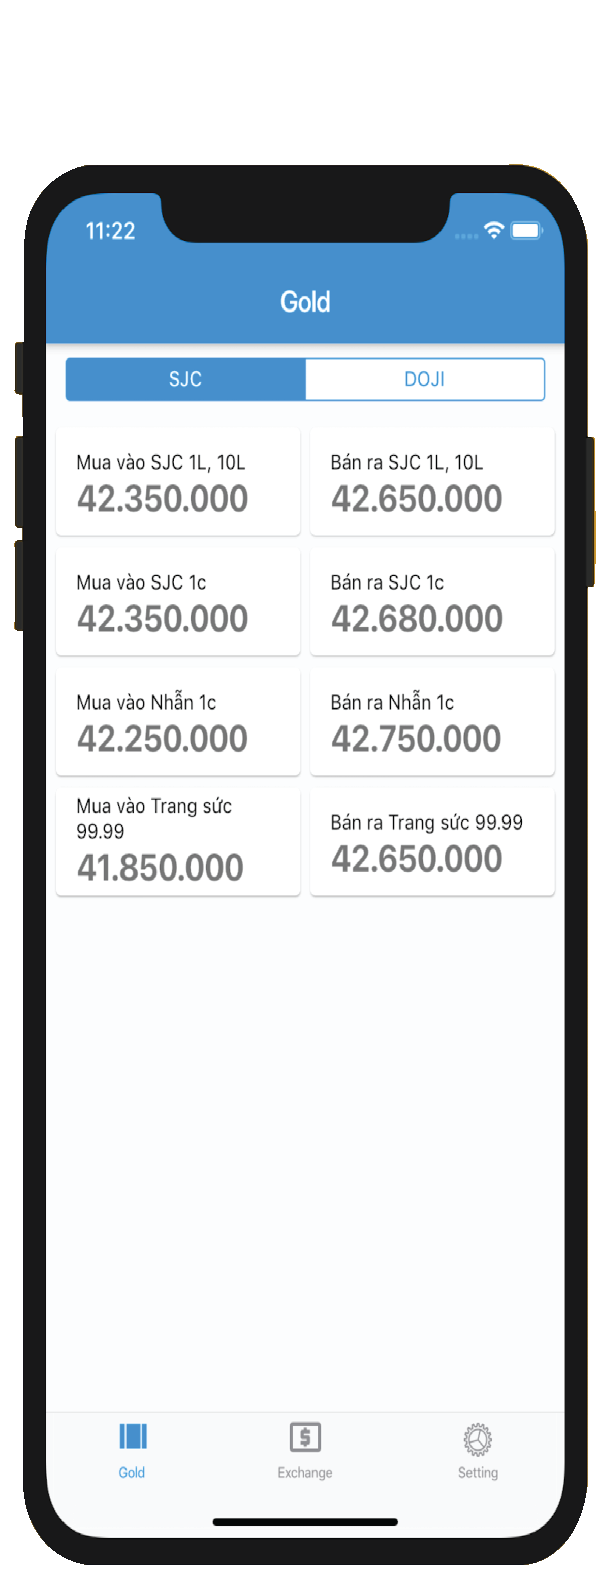 11:22
Gold
SJC
DOJI
Mua vào SJC 1L, 10L
42.350.000
Bán ra SJC 1L, 10L
42.650.000
Mua vào SJC 1c
42.350.000
Bán ra SJC 1c
42.680.000
Mua vào Nhẫn 1c
42.250.000
Bán ra Nhẫn 1c
42.750.000
Mua vào Trang sức
99.99
41.850.000
Bán ra Trang sức 99.99
42.650.000
Gold
Exchange
Setting